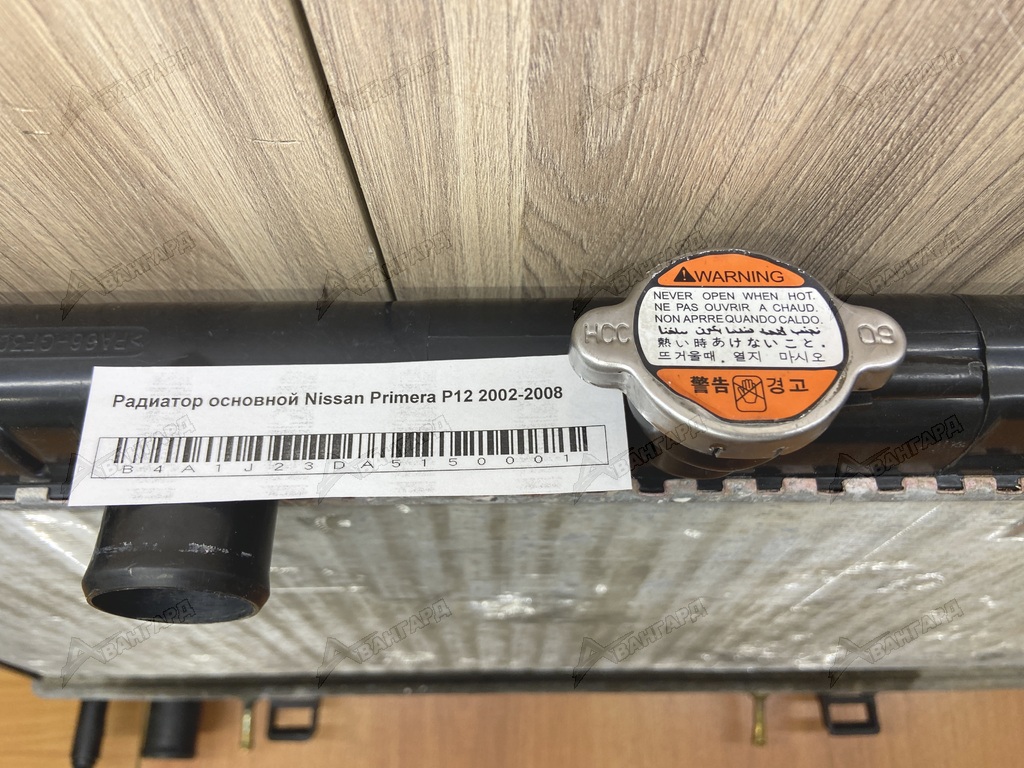 WARNING
NEVER OPEN WHEN HOT.
NE PAS OUVRIR A CHAUD.
NON APRRE QUANDO CALDO.
熱い時あけないこと.
뜨거울때, 열지 마시오
警告 경고
HCC
Радиатор основной Nissan Primera P12 2002-2008
B4A1J23DA5150001
АВАНГАРД